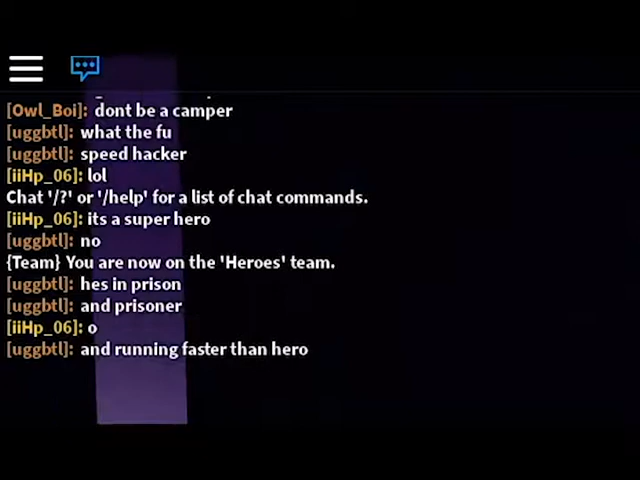 [Owl_Boi]: dont be a camper
[uggbtl]: what the fu
[uggbtl]: speed hacker
[iiHp_06]: lol
Chat '/?' or '/help' for a list of chat commands.
[iiHp_06]: its a super hero
[uggbtl]: no
{Team} You are now on the 'Heroes' team.
[uggbtl]: hes in prison
[uggbtl]: and prisoner
[iiHp_06]: o
[uggbtl]: and running faster than hero